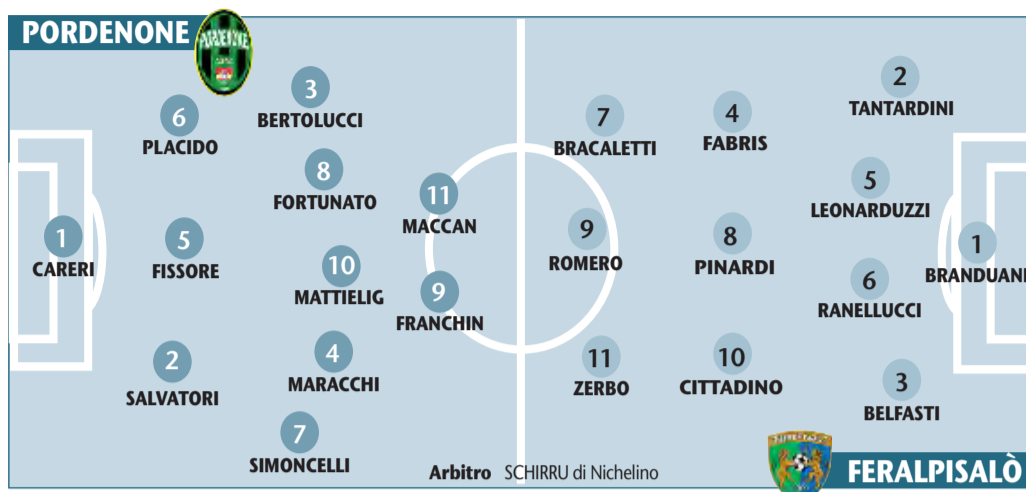 PORDENONE
PORDENONE
1
CARERI
6
PLACIDO
5
FISSORE
2
SALVATORI
3
BERTOLUCCI
8
FORTUNATO
10
MATTIELIG
4
MARACCHI
7
SIMONCELLI
11
MACCAN
9
FRANCHIN
7
BRACALETTI
9
ROMERO
11
ZERBO
4
FABRIS
8
PINARDI
10
CITTADINO
2
TANTARDINI
5
LEONARDUZZI
6
RANELLUCCI
3
BELFASTI
1
BRANDUANI
Arbitro SCHIRRU di Nichelino
FERALPISALÒ